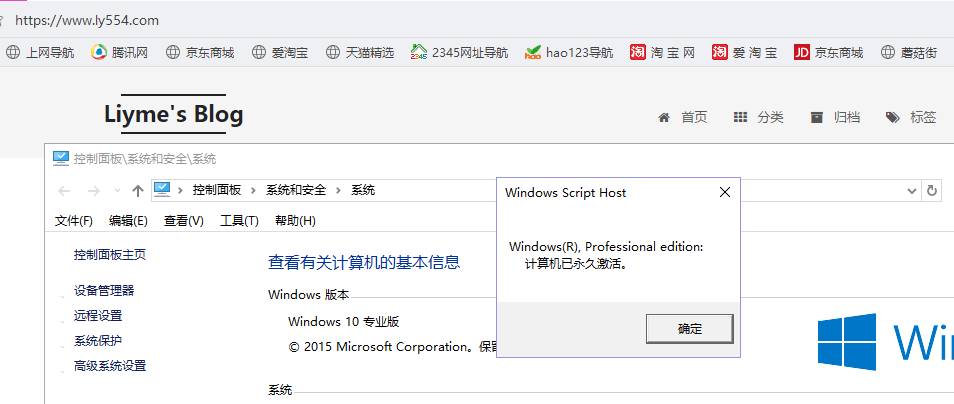 https://www.ly554.com
上网导航 腾讯网 京东商城 爱淘宝 天猫精选 2345 2345网址导航 hao hao123导航 淘 淘 宝 网 淘 爱 淘 宝 JD 京东商城 蘑菇街
Liyme's Blog
首页 分类 归档 标签
控制面板\系统和安全\系统
控制面板 系统和安全 系统
Windows Script Host
文件(F) 编辑(E) 查看(V) 工具(T) 帮助(H)
控制面板主页
设备管理器
远程设置
系统保护
高级系统设置
查看有关计算机的基本信息
Windows 版本
Windows 10 专业版
© 2015 Microsoft Corporation。保
系统
Windows(R), Professional edition:
计算机已永久激活。
确定
Win